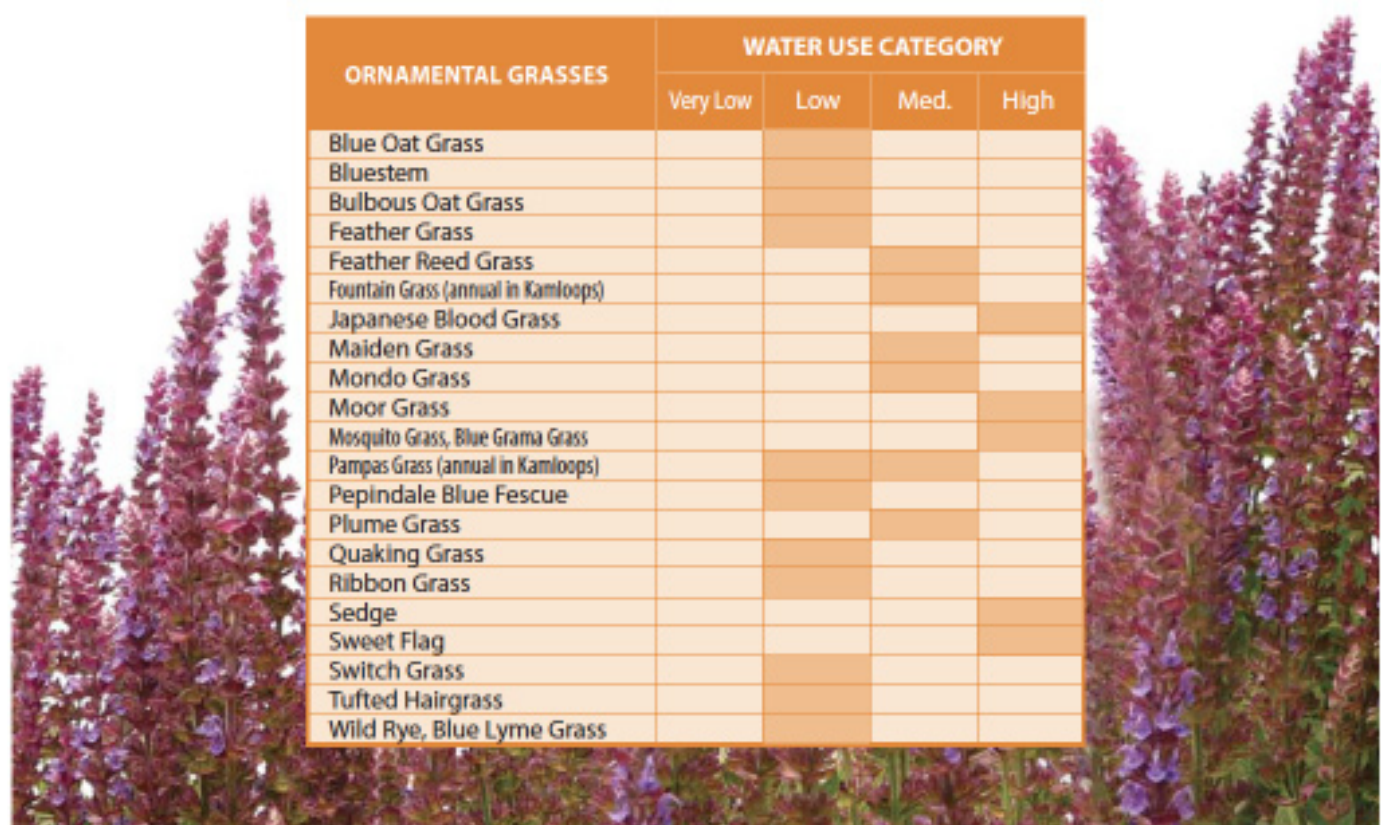 ORNAMENTAL GRASSES
WATER USE CATEGORY
Very Low Low Med. High
Blue Oat Grass
Bluestem
Bulbous Oat Grass
Feather Grass
Feather Reed Grass
Fountain Grass (annual in Kamloops)
Japanese Blood Grass
Maiden Grass
Mondo Grass
Moor Grass
Mosquito Grass, Blue Grama Grass
Pampas Grass (annual in Kamloops)
Pepindale Blue Fescue
Plume Grass
Quaking Grass
Ribbon Grass
Sedge
Sweet Flag
Switch Grass
Tufted Hairgrass
Wild Rye, Blue Lyme Grass